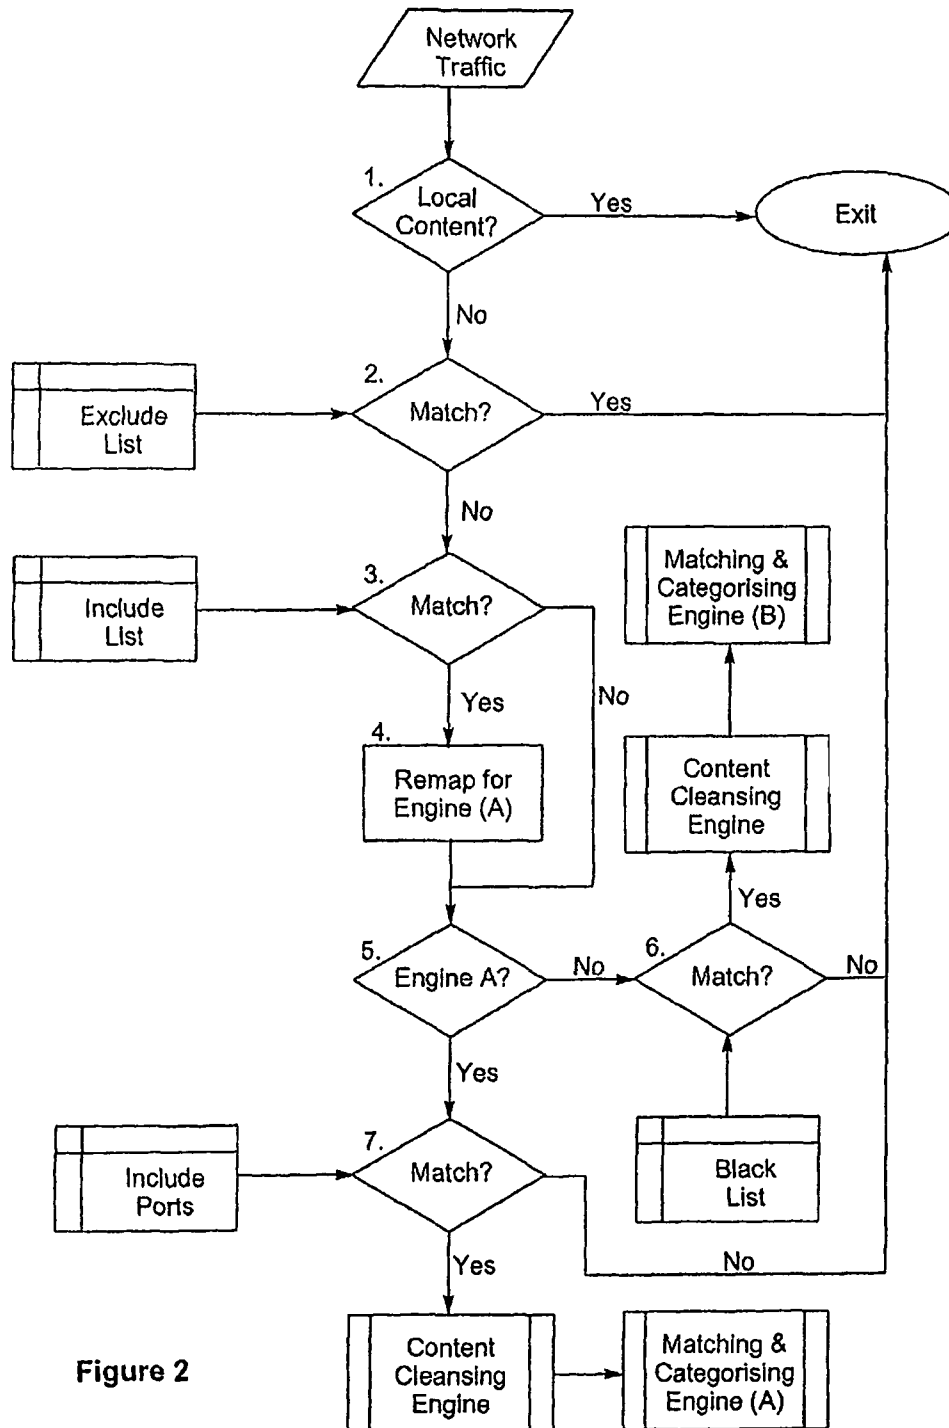 Network
Traffic
1.
Local
Content?
Yes
Exit
No
2.
Exclude
List
Match?
Yes
No
3.
Include
List
Match?
No
Yes
Matching &
Categorising
Engine (B)
4.
Remap for
Engine (A)
Content
Cleansing
Engine
Yes
5.
Engine A?
No
6.
Match?
No
Yes
7.
Include
Ports
Match?
Black
List
No
Yes
Content
Cleansing
Engine
Matching &
Categorising
Engine (A)
Figure 2